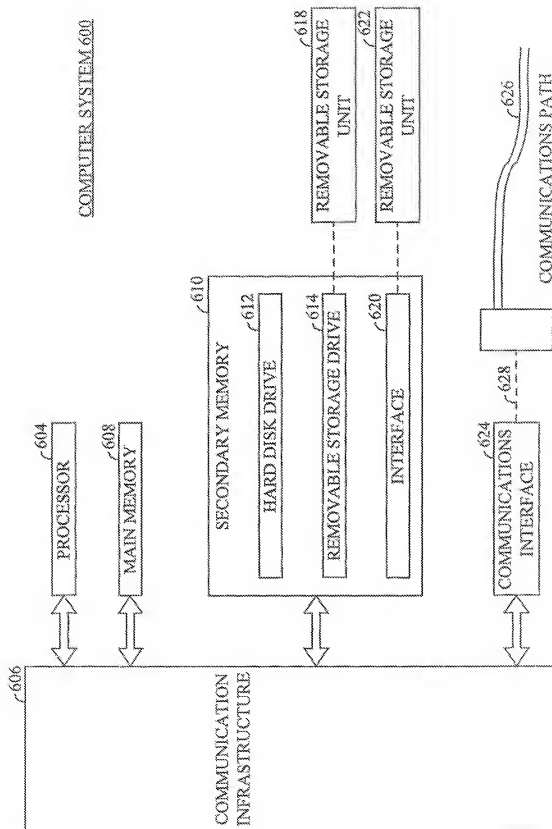 COMPUTER SYSTEM 600
606
COMMUNICATION
INFRASTRUCTURE
604
PROCESSOR
608
MAIN MEMORY
610
SECONDARY MEMORY
612
HARD DISK DRIVE
614
REMOVABLE STORAGE DRIVE
620
INTERFACE
618
REMOVABLE STORAGE
UNIT
622
REMOVABLE STORAGE
UNIT
624
COMMUNICATIONS
INTERFACE
628
626
COMMUNICATIONS PATH